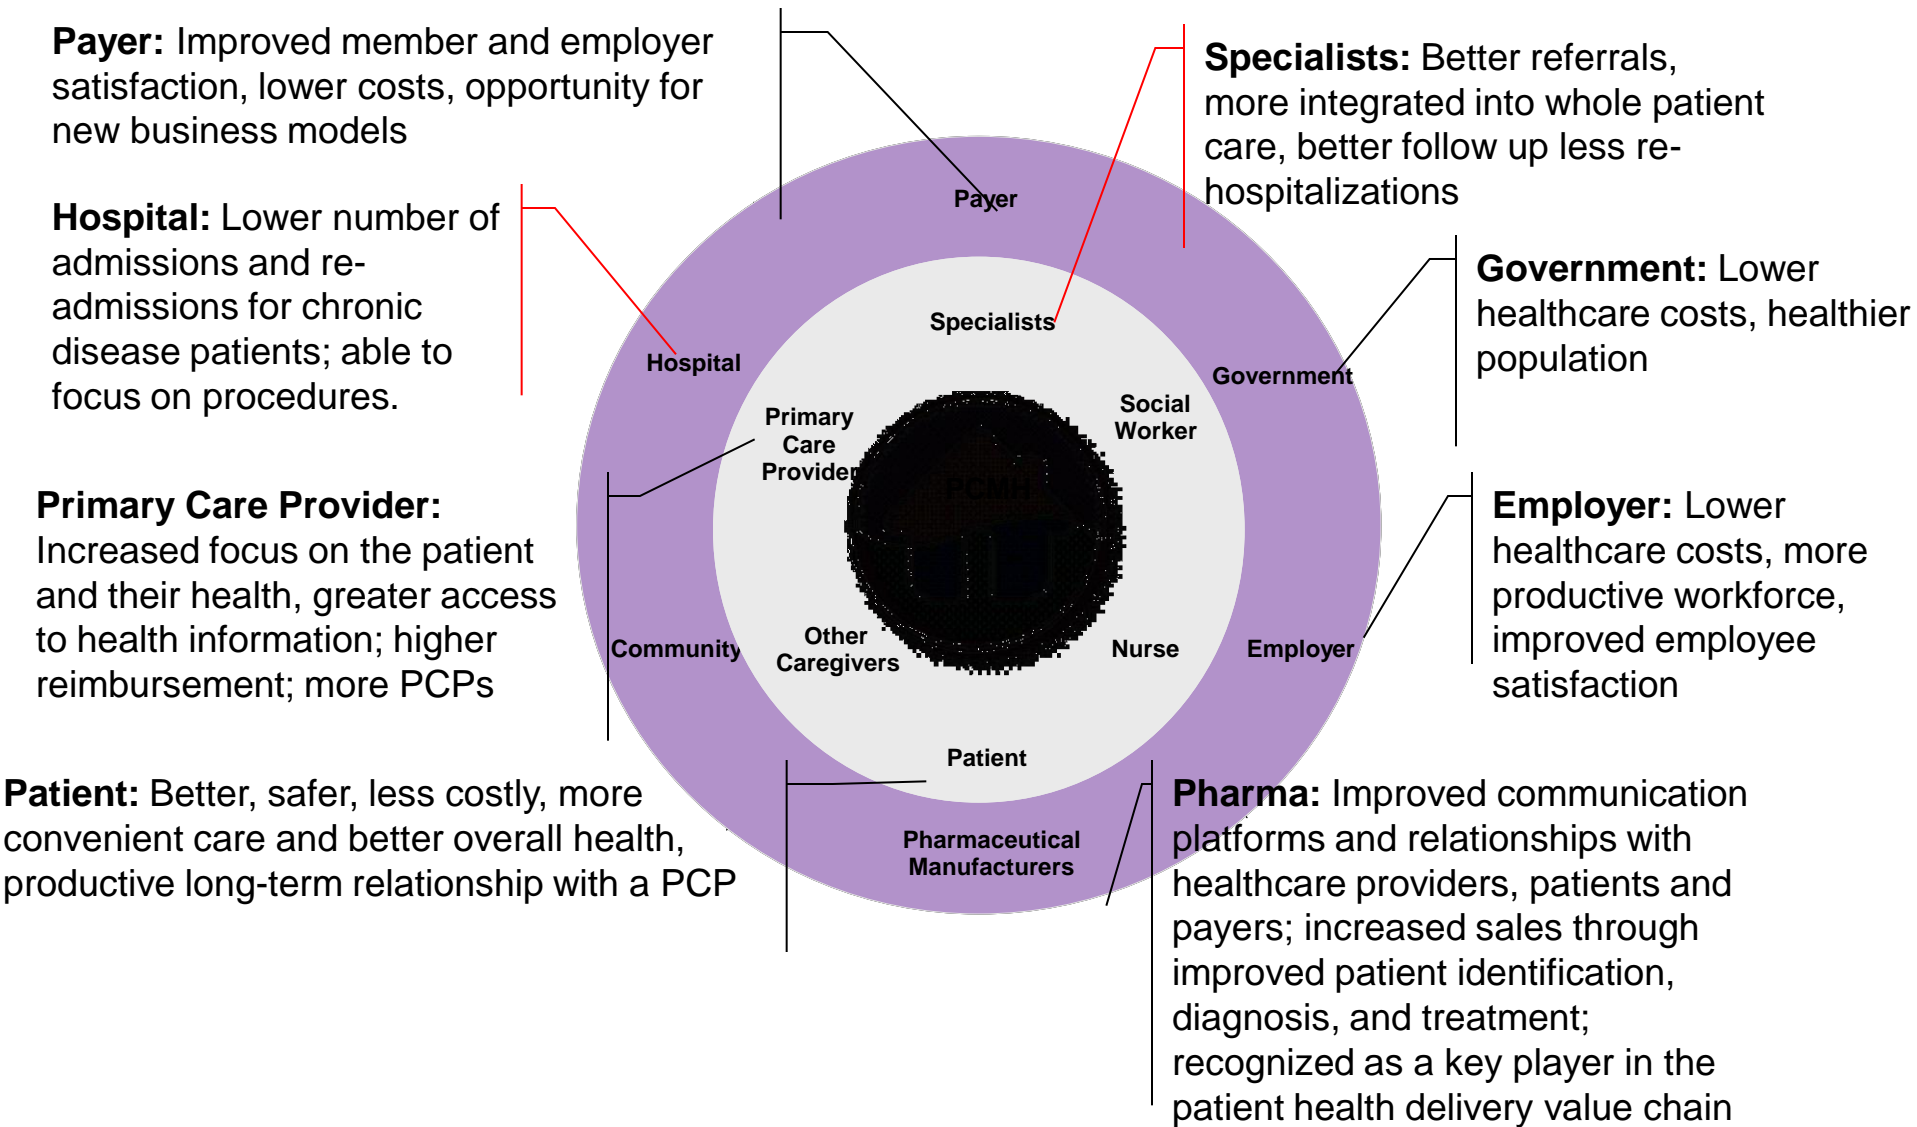 Payer: Improved member and employer
satisfaction, lower costs, opportunity for
new business models
Specialists: Better referrals,
more integrated into whole patient
care, better follow up less re-
hospitalizations
Hospital: Lower number of
admissions and re-
admissions for chronic
disease patients; able to
focus on procedures.
Government: Lower
healthcare costs, healthier
population
Primary Care Provider:
Increased focus on the patient
and their health, greater access
to health information; higher
reimbursement; more PCPs
Employer: Lower
healthcare costs, more
productive workforce,
improved employee
satisfaction
Patient: Better, safer, less costly, more
convenient care and better overall health,
productive long-term relationship with a PCP
Pharma: Improved communication
platforms and relationships with
healthcare providers, patients and
payers; increased sales through
improved patient identification,
diagnosis, and treatment;
recognized as a key player in the
patient health delivery value chain
Payer
Specialists
Hospital
Government
Primary
Care
Provider
Social
Worker
PCMH
Community
Other
Caregivers
Nurse
Employer
Patient
Pharmaceutical
Manufacturers